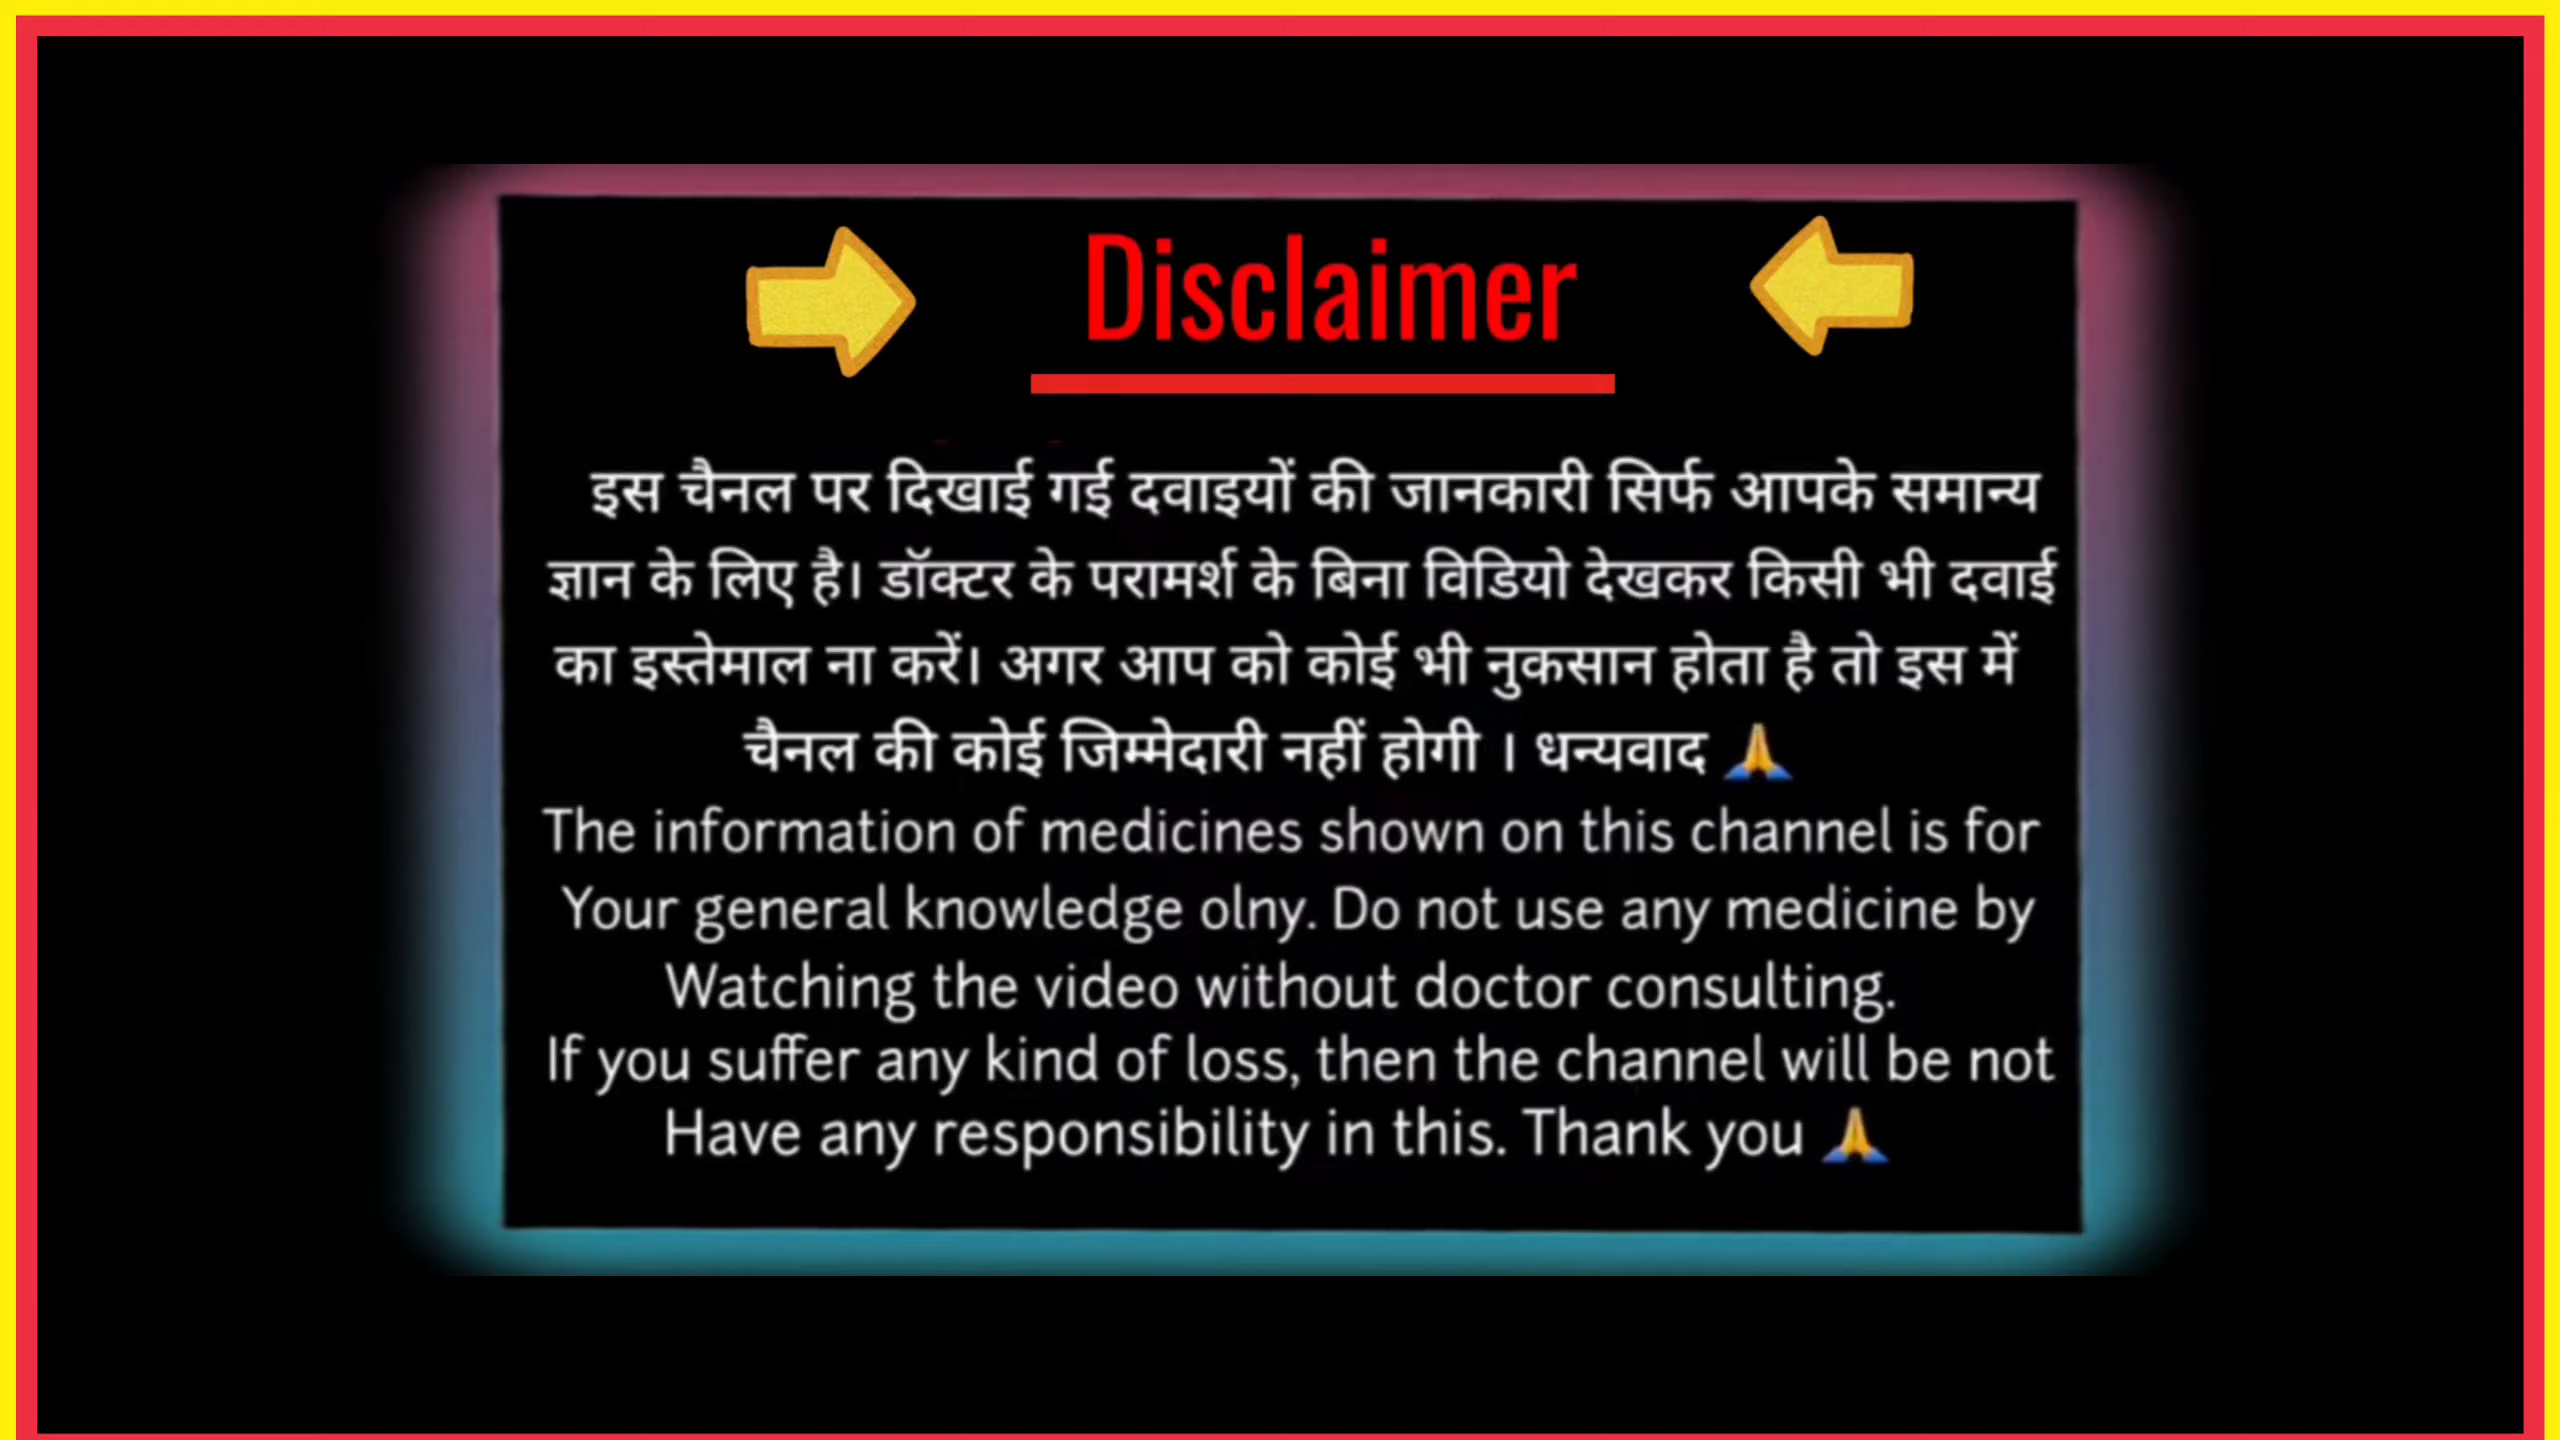 Disclaimer
इस चैनल पर दिखाई गई दवाइयों की जानकारी सिर्फ आपके समान्य
ज्ञान के लिए है। डॉक्टर के परामर्श के बिना विडियो देखकर किसी भी दवाई
का इस्तेमाल ना करें। अगर आप को कोई भी नुकसान होता है तो इस में
चैनल की कोई जिम्मेदारी नहीं होगी । धन्यवाद 🙏
The information of medicines shown on this channel is for
Your general knowledge olny. Do not use any medicine by
Watching the video without doctor consulting.
If you suffer any kind of loss, then the channel will be not
Have any responsibility in this. Thank you 🙏